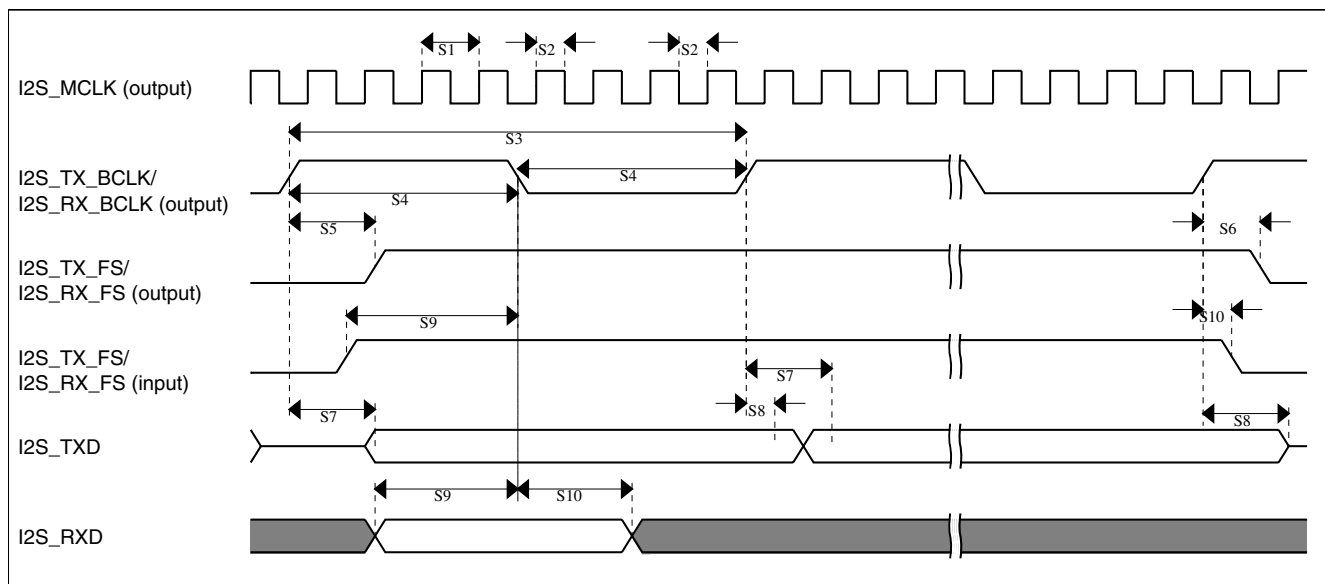 S1
S2
S2
I2S_MCLK (output)
S3
I2S_TX_BCLK/
I2S_RX_BCLK (output)
S4
S4
S5
S6
I2S_TX_FS/
I2S_RX_FS (output)
S9
S10
I2S_TX_FS/
I2S_RX_FS (input)
S7
S7
S8
S8
I2S_TXD
S9
S10
I2S_RXD